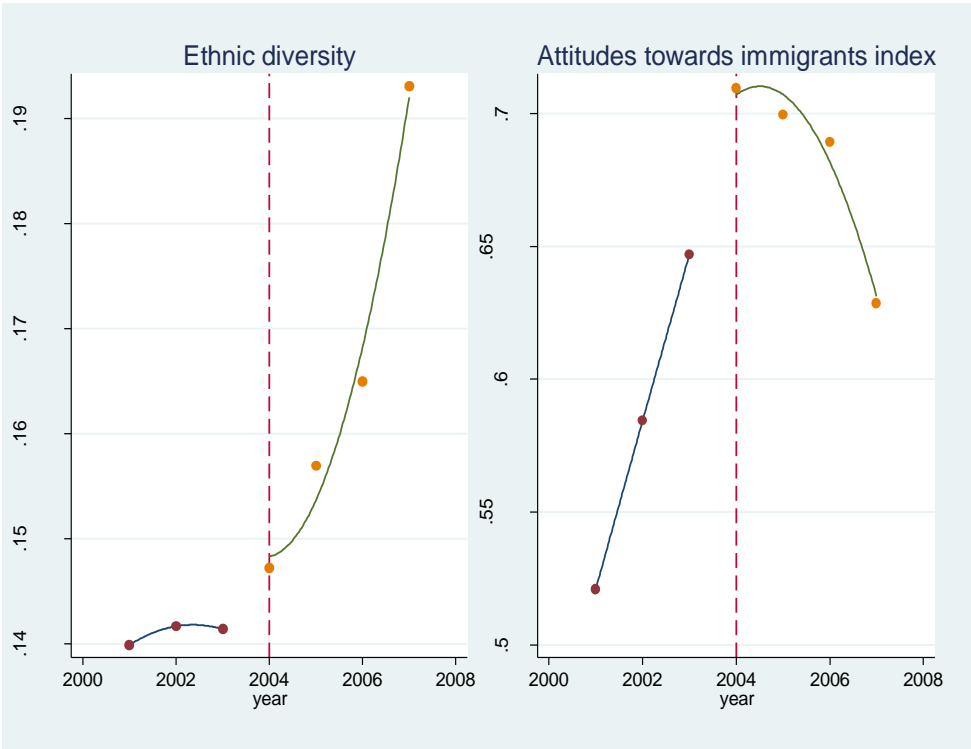 Ethnic diversity
.19
.18
.17
.16
.15
.14
2000 2002 2004 2006 2008
year
Attitudes towards immigrants index
.7
.65
.6
.55
.5
2000 2002 2004 2006 2008
year